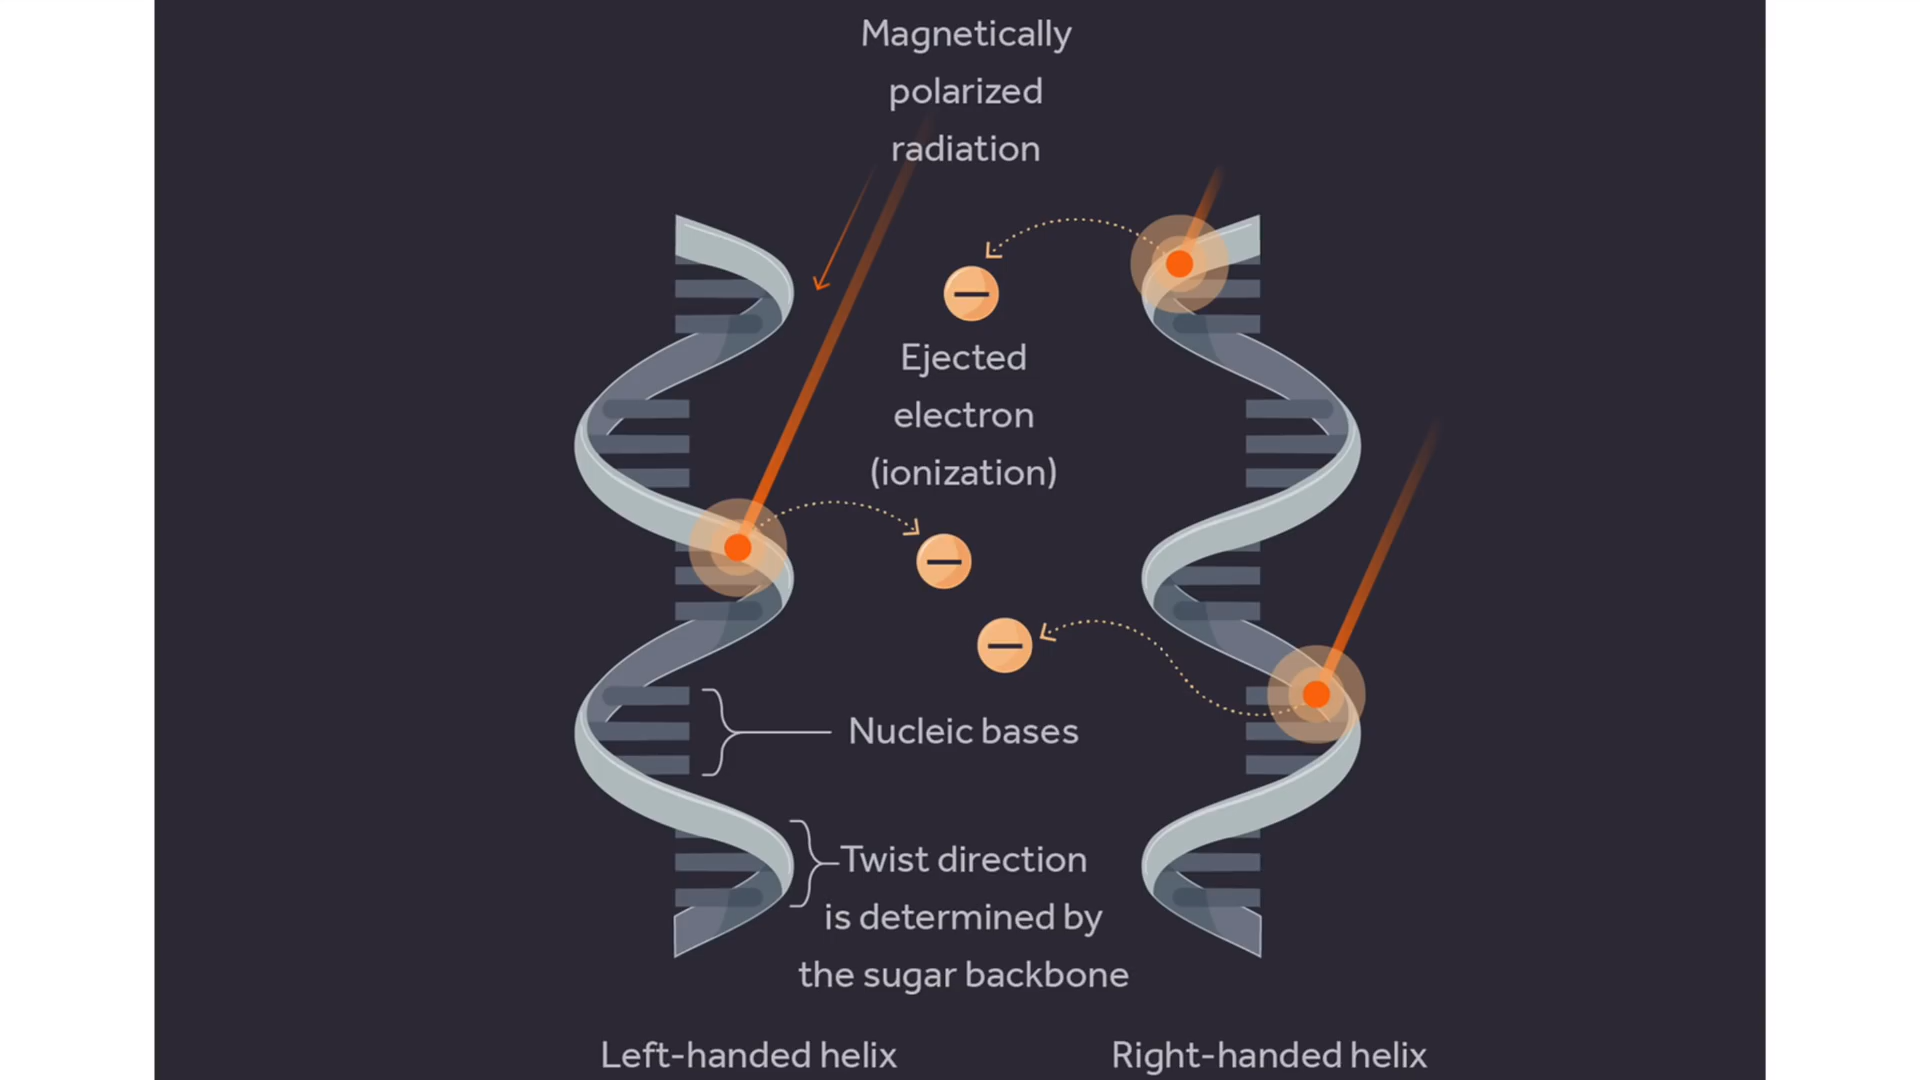 Magnetically
polarized
radiation
Ejected
electron
(ionization)
Nucleic bases
Twist direction
is determined by
the sugar backbone
Left-handed helix
Right-handed helix